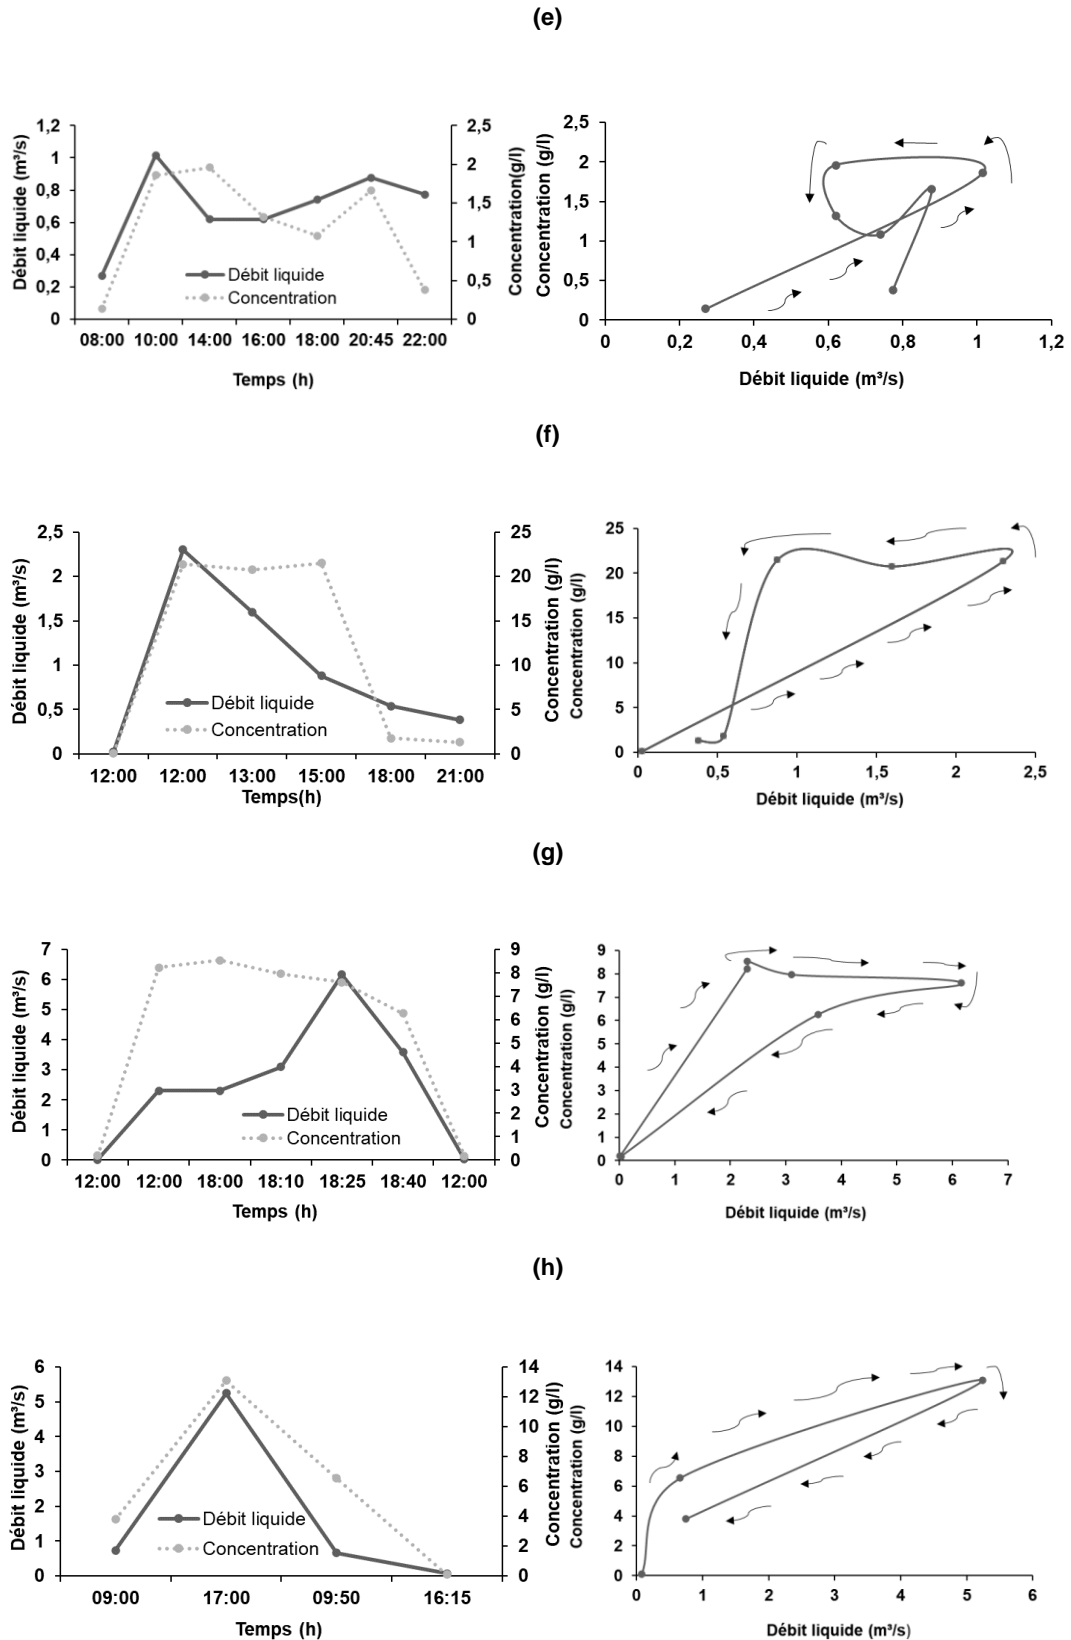 (e)
1,2
1
0,8
0,6
0,4
0,2
0
Débit liquide (m³/s)
2,5
2
1,5
1
0,5
0
Concentration(g/l)
Débit liquide
Concentration
08:00 10:00 14:00 16:00 18:00 20:45 22:00
Temps (h)
2,5
2
1,5
1
0,5
0
Concentration (g/l)
0 0,2 0,4 0,6 0,8 1 1,2
Débit liquide (m³/s)
(f)
2,5
2
1,5
1
0,5
0
Débit liquide (m³/s)
25
20
15
10
5
0
Concentration (g/l)
Débit liquide
Concentration
12:00 12:00 13:00 15:00 18:00 21:00
Temps(h)
25
20
15
10
5
0
Concentration (g/l)
0 0,5 1 1,5 2 2,5
Débit liquide (m³/s)
(g)
7
6
5
4
3
2
1
0
Débit liquide (m³/s)
9
8
7
6
5
4
3
2
1
0
Concentration (g/l)
Débit liquide
Concentration
12:00 12:00 18:00 18:10 18:25 18:40 12:00
Temps (h)
9
8
7
6
5
4
3
2
1
0
Concentration (g/l)
0 1 2 3 4 5 6 7
Débit liquide (m³/s)
(h)
6
5
4
3
2
1
0
Débit liquide (m³/s)
14
12
10
8
6
4
2
0
Concentration (g/l)
Débit liquide
Concentration
09:00 17:00 09:50 16:15
Temps (h)
14
12
10
8
6
4
2
0
Concentration (g/l)
0 1 2 3 4 5 6
Débit liquide (m³/s)